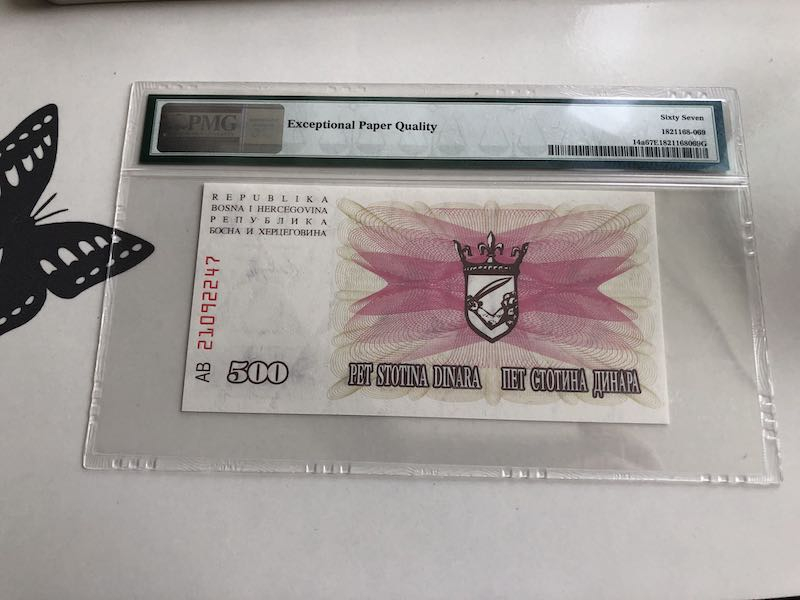 PMG
Exceptional Paper Quality
Sixty Seven
1821168-069
14a67E1821168069G
REPUBLIKA
BOSNA I HERCEGOVINA
РЕПУБЛИКА
БОСНА И ХЕРЦЕГОВИНА
AB 21092247
500
PET STOTINA DINARA
ПЕТ СТОТИНА ДИНАРА